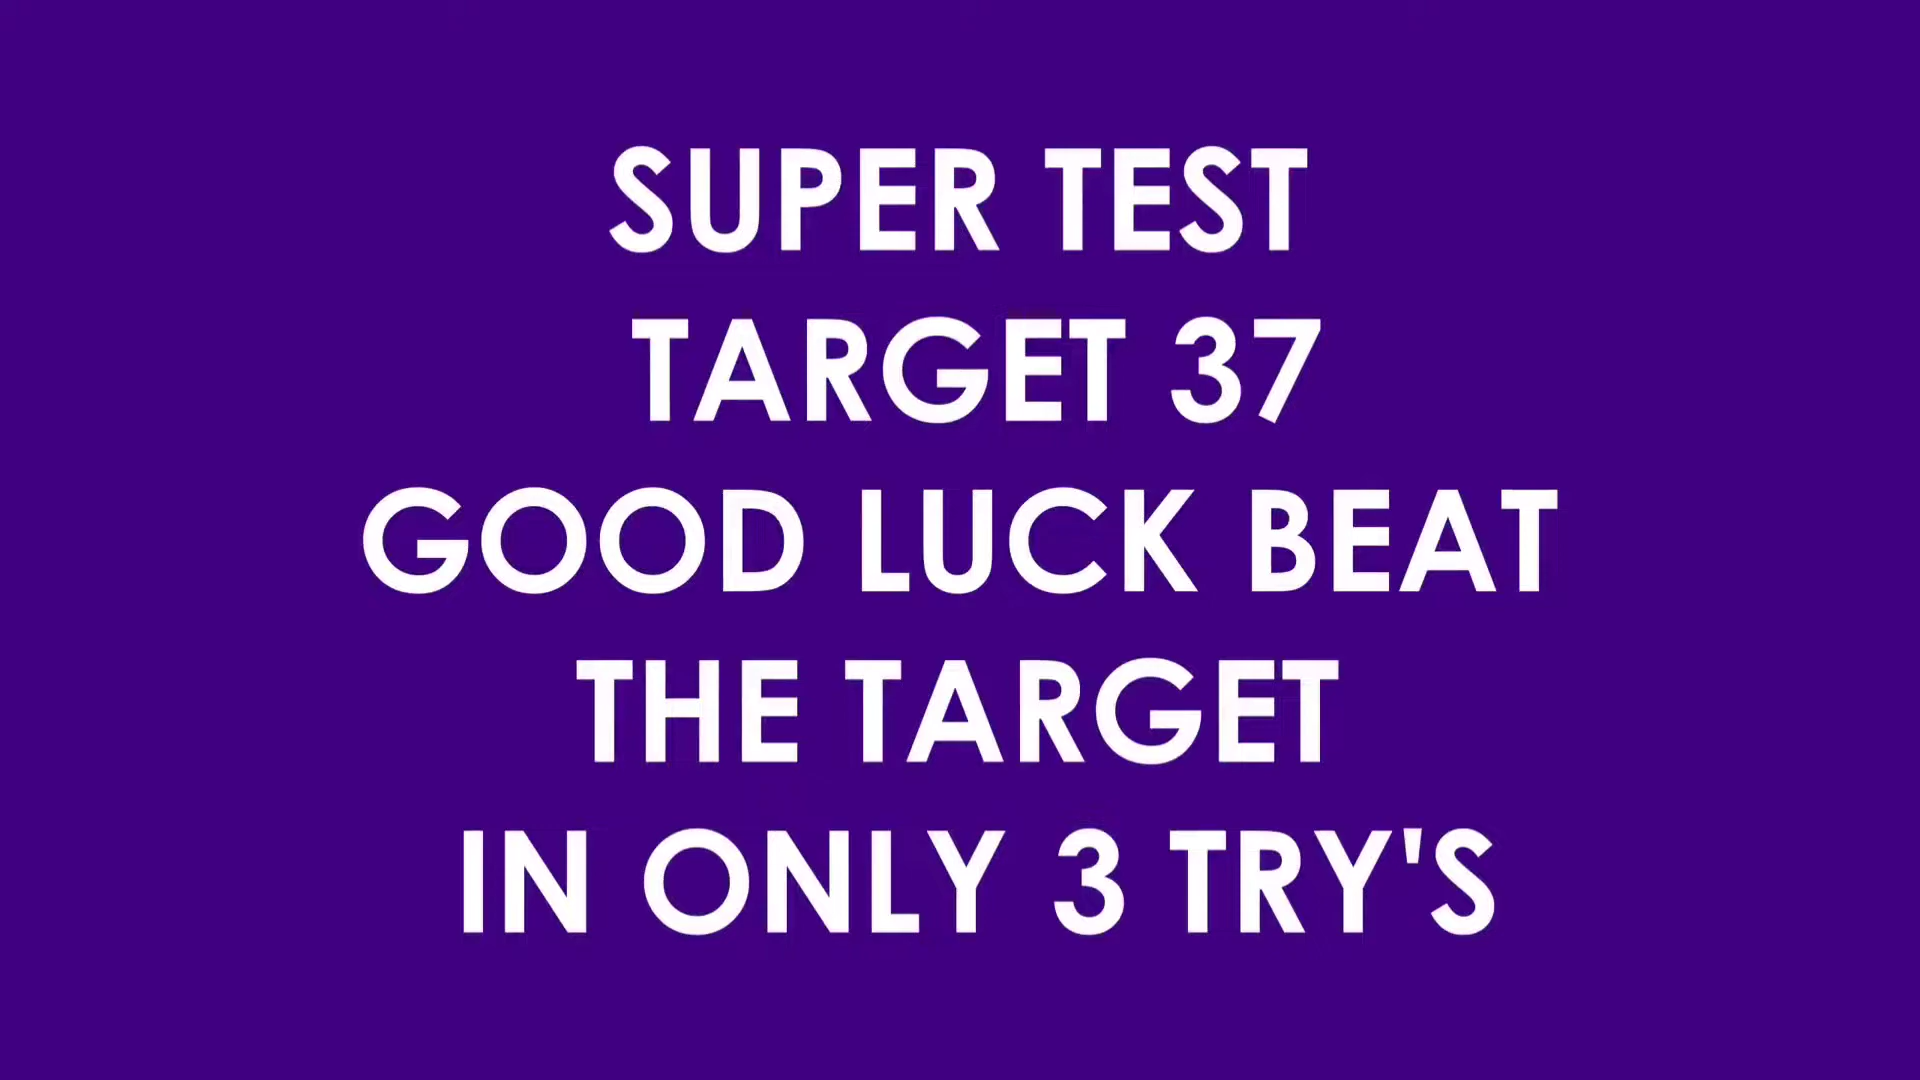 SUPER TEST
TARGET 37
GOOD LUCK BEAT
THE TARGET
IN ONLY 3 TRY'S